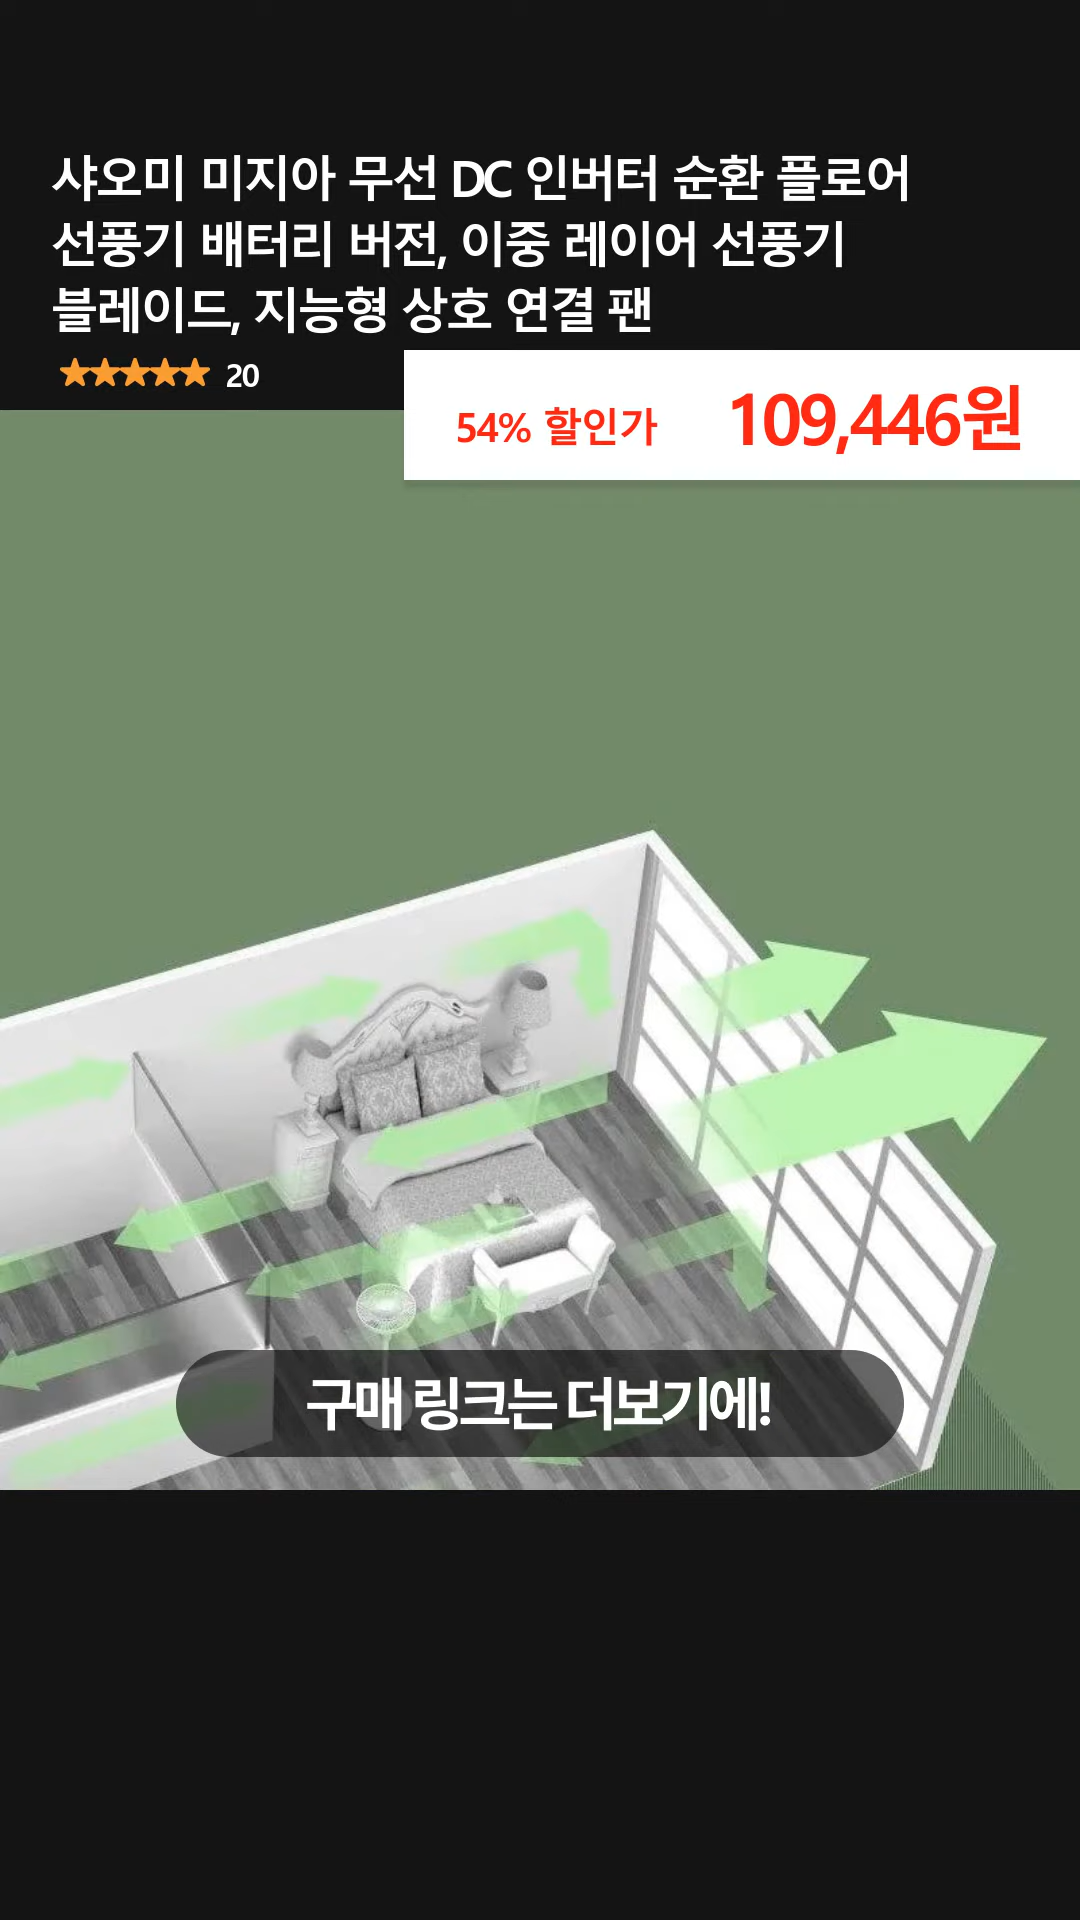 샤오미 미지아 무선 DC 인버터 순환 플로어
선풍기 배터리 버전, 이중 레이어 선풍기
블레이드, 지능형 상호 연결 팬
★★★★★ 20
54% 할인가 109,446원
구매 링크는 더보기에!